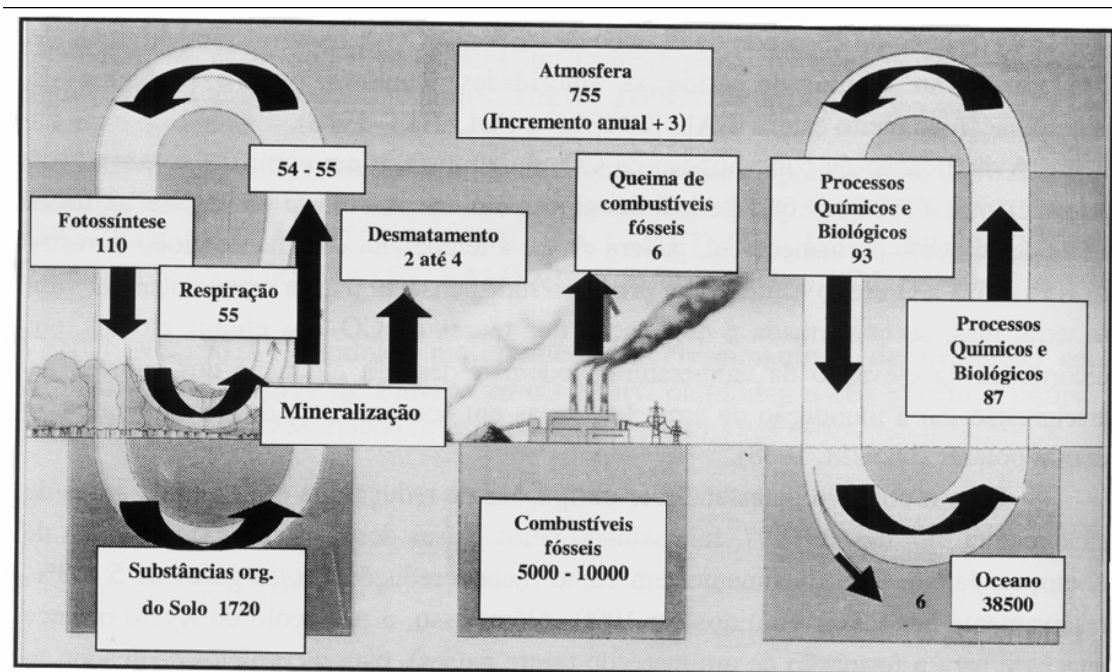 Atmosfera
755
(Incremento anual + 3)
54 - 55
Fotossíntese
110
Respiração
55
Desmatamento
2 até 4
Queima de
combustíveis
fósseis
6
Processos
Químicos e
Biológicos
93
Processos
Químicos e
Biológicos
87
Mineralização
Substâncias org.
do Solo 1720
Combustíveis
fósseis
5000 - 10000
6
Oceano
38500